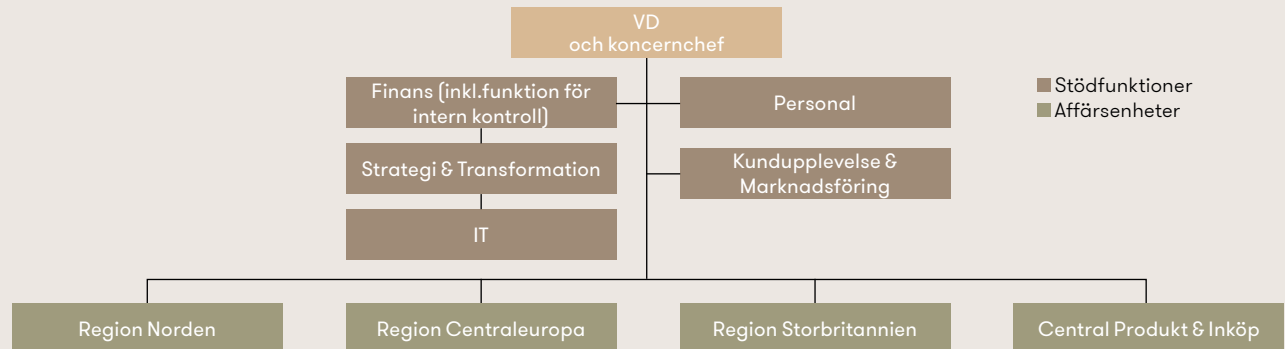 VD
och koncernchef
Finans (inkl.funktion för
intern kontroll)
Personal
Stödfunktioner
Affärsenheter
Strategi & Transformation
Kundupplevelse &
Marknadsföring
IT
Region Norden
Region Centraleuropa
Region Storbritannien
Central Produkt & Inköp